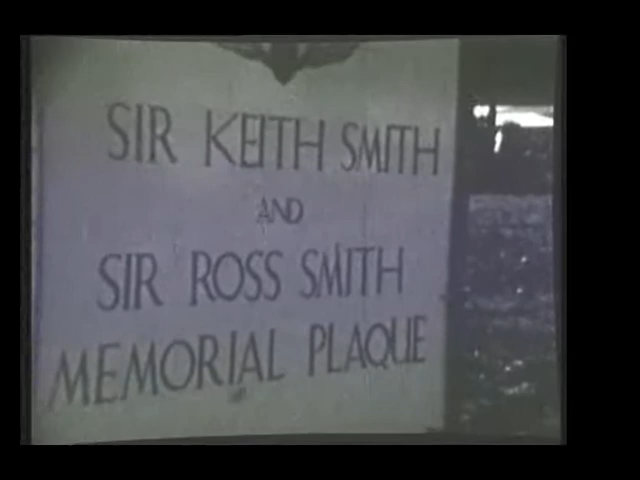 SIR KEITH SMITH
AND
SIR ROSS SMITH
MEMORIAL PLAQUE